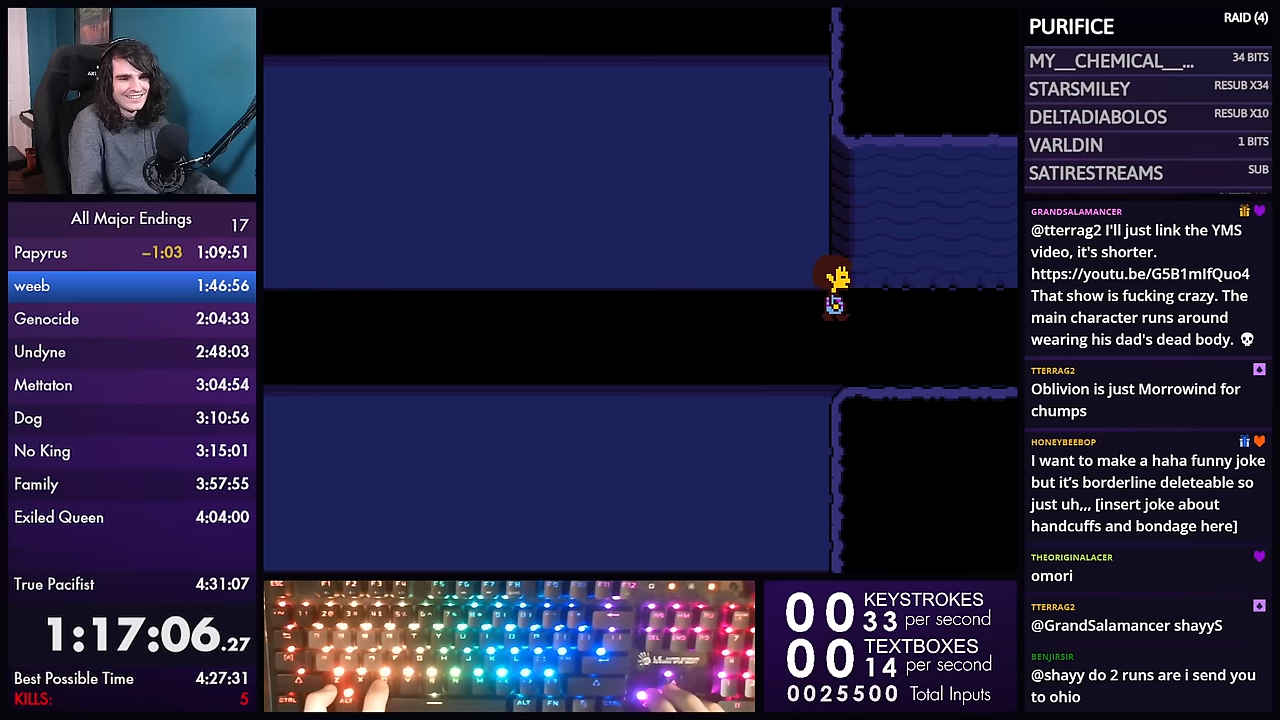 All Major Endings
17
Papyrus −1:03 1:09:51
weeb 1:46:56
Genocide 2:04:33
Undyne 2:48:03
Mettaton 3:04:54
Dog 3:10:56
No King 3:15:01
Family 3:57:55
Exiled Queen 4:04:00
True Pacifist 4:31:07
1:17:06.27
Best Possible Time 4:27:31
KILLS: 5
00 33 KEYSTROKES per second
00 14 TEXTBOXES per second
0025500 Total Inputs
PURIFICE RAID (4)
MY__CHEMICAL__... 34 BITS
STARSMILEY RESUB X34
DELTADIABOLOS RESUB X10
VARLDIN 1 BITS
SATIRESTREAMS SUB
GRANDSALAMANCER
@tterrag2 I'll just link the YMS
video, it's shorter.
https://youtu.be/G5B1mIfQuo4
That show is fucking crazy. The
main character runs around
wearing his dad's dead body.
TTERRAG2
Oblivion is just Morrowind for
chumps
HONEYBEEBOP
I want to make a haha funny joke
but it's borderline deleteable so
just uh,,, [insert joke about
handcuffs and bondage here]
THEORIGINALACER
omori
TTERRAG2
@GrandSalamancer shayyS
BENJIRSIR
@shayy do 2 runs are i send you
to ohio